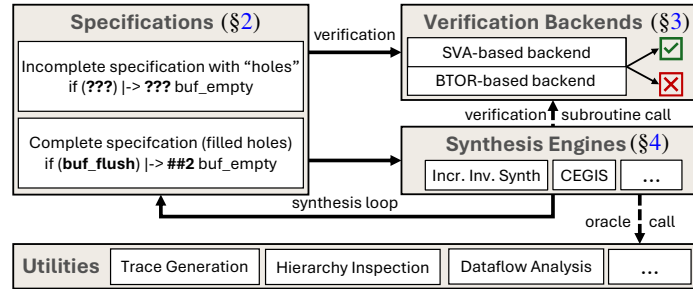 Specifications (§2)
Incomplete specification with “holes”
if (???) |-> ??? buf_empty
Complete specifcation (filled holes)
if (buf_flush) |-> ##2 buf_empty
verification
Verification Backends (§3)
SVA-based backend
BTOR-based backend
verification subroutine call
Synthesis Engines (§4)
Incr. Inv. Synth
CEGIS
...
synthesis loop
oracle call
Utilities
Trace Generation
Hierarchy Inspection
Dataflow Analysis
...